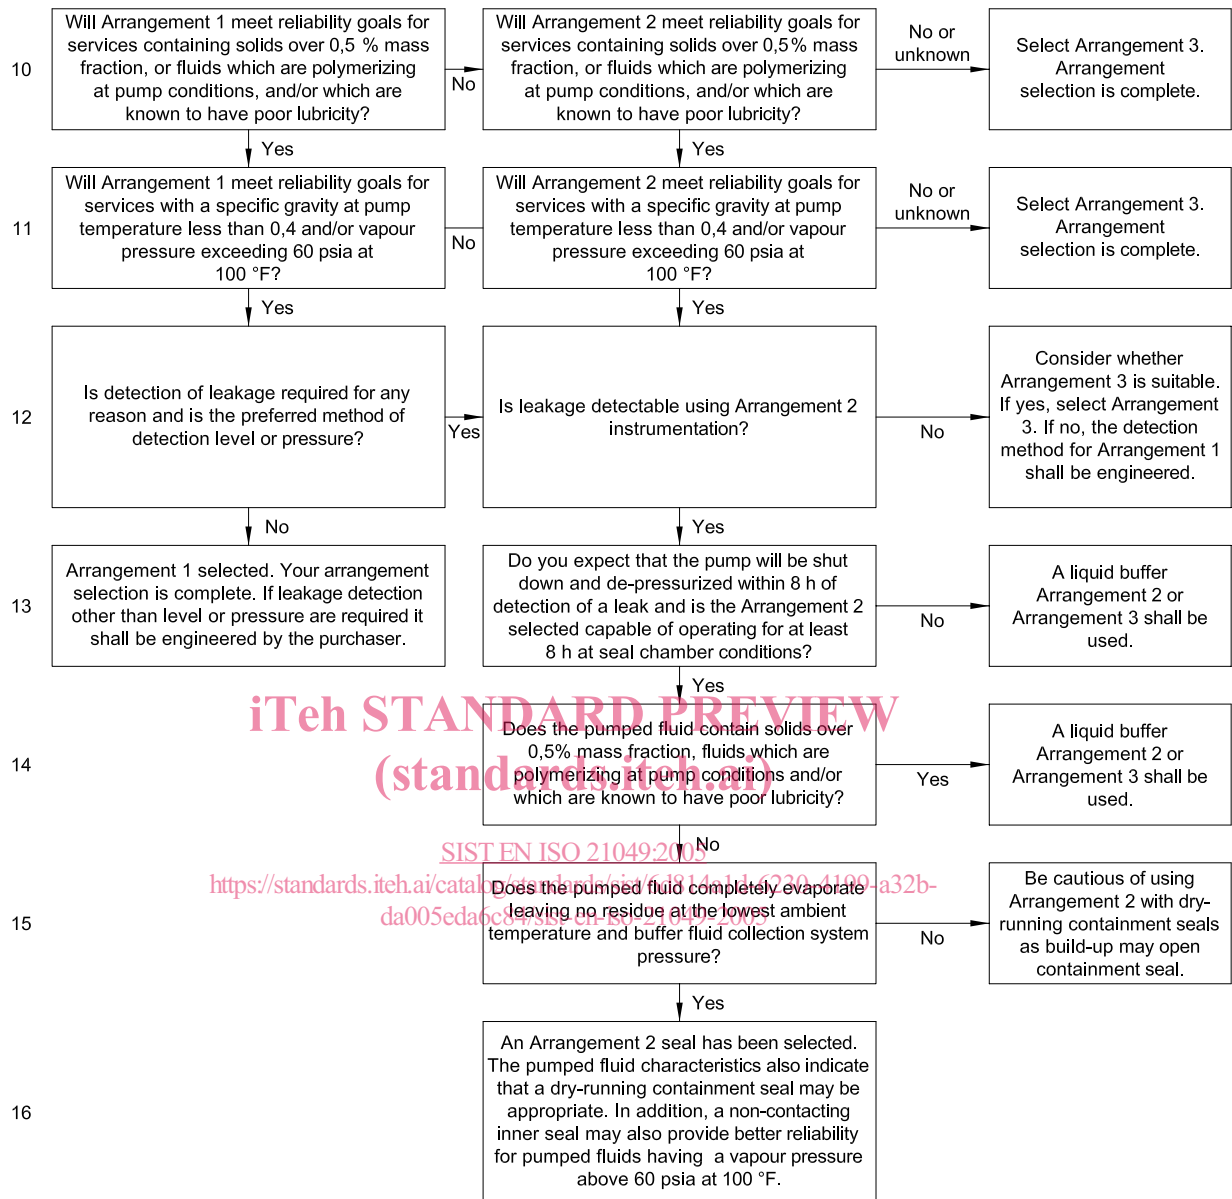 10
Will Arrangement 1 meet reliability goals for
services containing solids over 0,5 % mass
fraction, or fluids which are polymerizing
at pump conditions, and/or which are
known to have poor lubricity?
No
Will Arrangement 2 meet reliability goals for
services containing solids over 0,5% mass
fraction, or fluids which are polymerizing
at pump conditions, and/or which are
known to have poor lubricity?
No or
unknown
Select Arrangement 3.
Arrangement
selection is complete.
Yes
Yes
11
Will Arrangement 1 meet reliability goals for
services with a specific gravity at pump
temperature less than 0,4 and/or vapour
pressure exceeding 60 psia at
100 °F?
No
Will Arrangement 2 meet reliability goals for
services with a specific gravity at pump
temperature less than 0,4 and/or vapour
pressure exceeding 60 psia at
100 °F?
No or
unknown
Select Arrangement 3.
Arrangement
selection is complete.
Yes
Yes
12
Is detection of leakage required for any
reason and is the preferred method of
detection level or pressure?
Yes
Is leakage detectable using Arrangement 2
instrumentation?
No
Consider whether
Arrangement 3 is suitable.
If yes, select Arrangement
3. If no, the detection
method for Arrangement 1
shall be engineered.
No
Yes
13
Arrangement 1 selected. Your arrangement
selection is complete. If leakage detection
other than level or pressure are required it
shall be engineered by the purchaser.
Do you expect that the pump will be shut
down and de-pressurized within 8 h of
detection of a leak and is the Arrangement 2
selected capable of operating for at least
8 h at seal chamber conditions?
No
A liquid buffer
Arrangement 2 or
Arrangement 3 shall be
used.
Yes
iTeh STANDARD PREVIEW
(standards.iteh.ai)
14
Does the pumped fluid contain solids over
0,5% mass fraction, fluids which are
polymerizing at pump conditions and/or
which are known to have poor lubricity?
Yes
A liquid buffer
Arrangement 2 or
Arrangement 3 shall be
used.
No
SIST EN ISO 21049:2005
https://standards.iteh.ai/catalog/standards/sist/6d814a1d-6230-4199-a32b-
da005eda6c84/sist-en-iso-21049-2005
15
Does the pumped fluid completely evaporate
leaving no residue at the lowest ambient
temperature and buffer fluid collection system
pressure?
No
Be cautious of using
Arrangement 2 with dry-
running containment seals
as build-up may open
containment seal.
Yes
16
An Arrangement 2 seal has been selected.
The pumped fluid characteristics also indicate
that a dry-running containment seal may be
appropriate. In addition, a non-contacting
inner seal may also provide better reliability
for pumped fluids having a vapour pressure
above 60 psia at 100 °F.